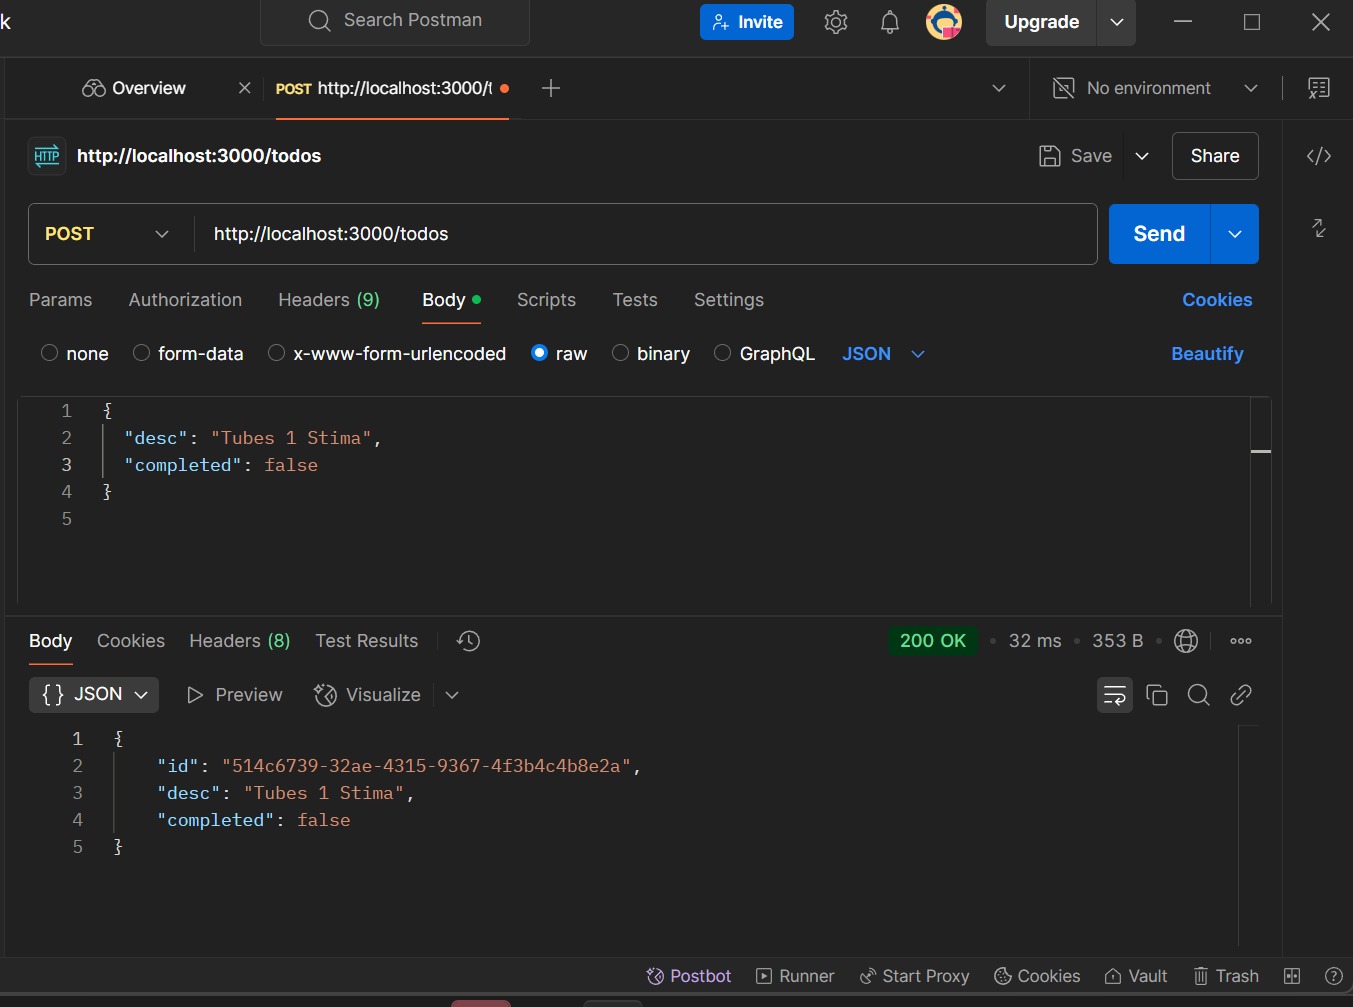 k
Search Postman
Invite
Upgrade
Overview
POST http://localhost:3000/t
No environment
HTTP http://localhost:3000/todos
Save
Share
POST http://localhost:3000/todos
Send
Params Authorization Headers (9) Body Scripts Tests Settings Cookies
none form-data x-www-form-urlencoded raw binary GraphQL JSON Beautify
1 {
2 "desc": "Tubes 1 Stima",
3 "completed": false
4 }
5
Body Cookies Headers (8) Test Results 200 OK • 32 ms • 353 B •
{} JSON Preview Visualize
1 {
2 "id": "514c6739-32ae-4315-9367-4f3b4c4b8e2a",
3 "desc": "Tubes 1 Stima",
4 "completed": false
5 }
Postbot Runner Start Proxy Cookies Vault Trash